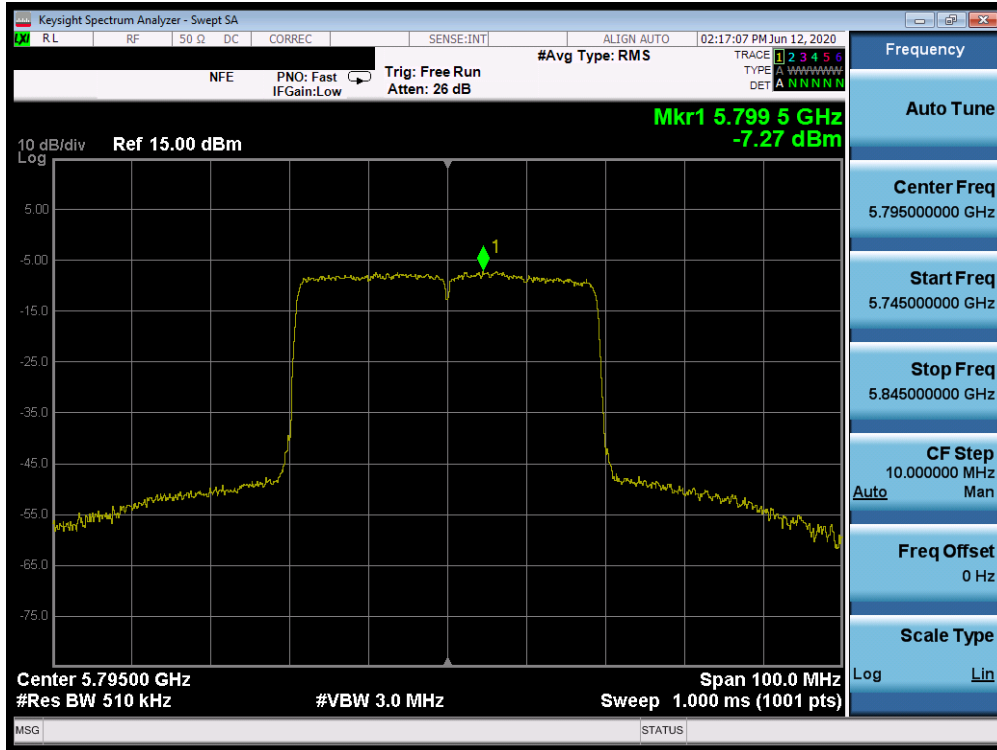 Keysight Spectrum Analyzer - Swept SA
LXI RL RF 50 Ω DC CORREC SENSE:INT ALIGN AUTO 02:17:07 PM Jun 12, 2020
#Avg Type: RMS TRACE 1 2 3 4 5 6
NFE PNO: Fast Trig: Free Run TYPE A WWWWW
IFGain:Low Atten: 26 dB DET A N N N N N
Mkr1 5.799 5 GHz
-7.27 dBm
10 dB/div Ref 15.00 dBm
Log
5.00
1
-5.00
-15.0
-25.0
-35.0
-45.0
-55.0
-65.0
-75.0
Center 5.79500 GHz Span 100.0 MHz
#Res BW 510 kHz #VBW 3.0 MHz Sweep 1.000 ms (1001 pts)
MSG STATUS
Frequency
Auto Tune
Center Freq
5.795000000 GHz
Start Freq
5.745000000 GHz
Stop Freq
5.845000000 GHz
CF Step
10.000000 MHz
Auto Man
Freq Offset
0 Hz
Scale Type
Log Lin